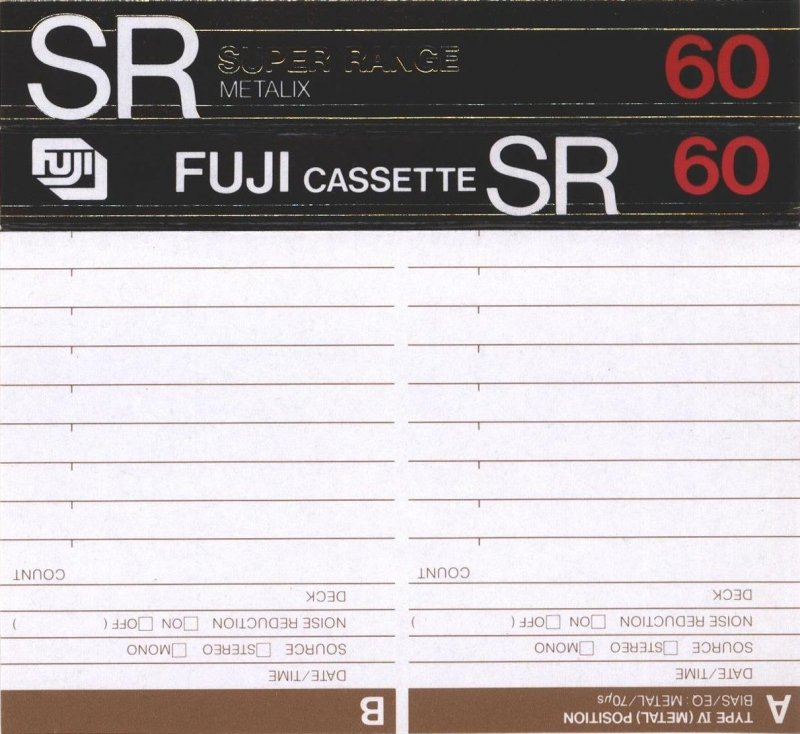 SR SUPER RANGE 60
METALIX
FUJI FUJI CASSETTE SR 60
A TYPE IV (METAL) POSITION
BIAS/EQ : METAL/70μs
DATE/TIME
SOURCE □STEREO □MONO
NOISE REDUCTION □ON □OFF ( )
DECK
COUNT
B
DATE/TIME
SOURCE □STEREO □MONO
NOISE REDUCTION □ON □OFF ( )
DECK
COUNT